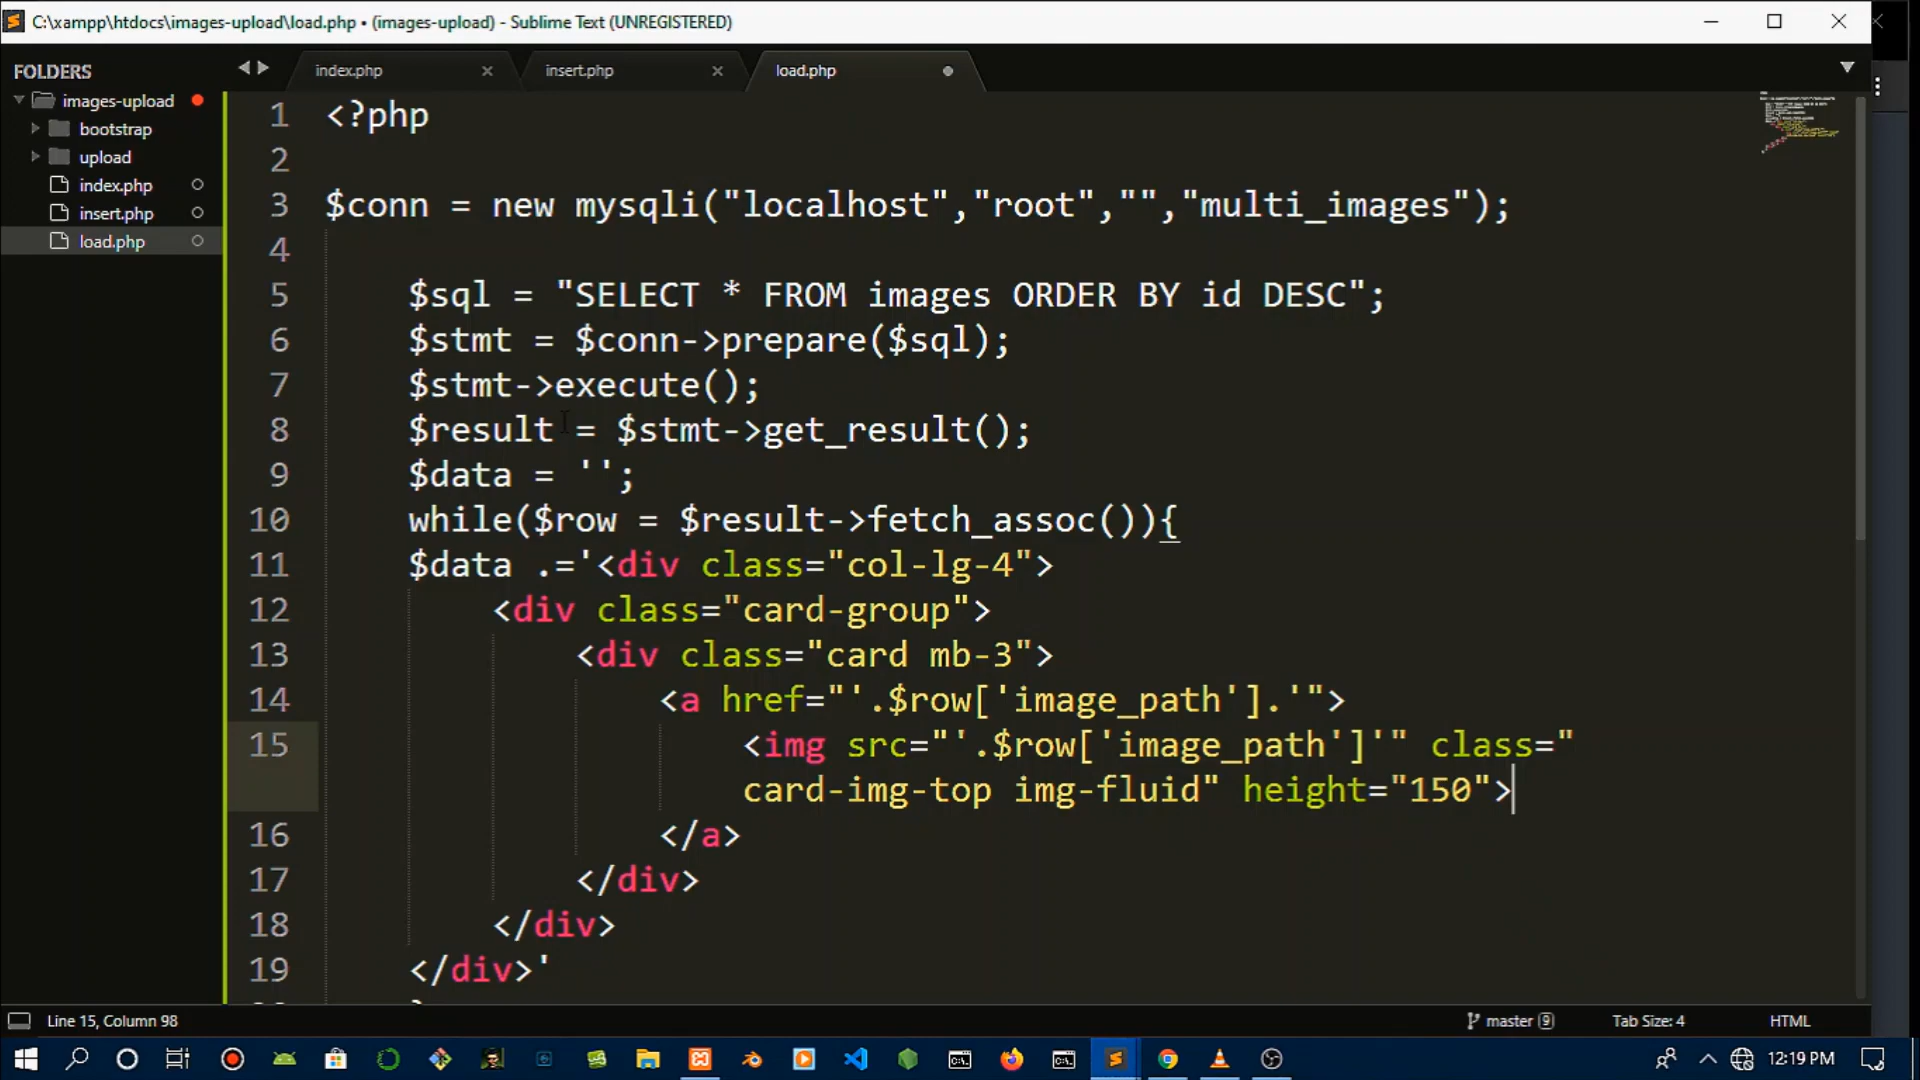 C:\xampp\htdocs\images-upload\load.php • (images-upload) - Sublime Text (UNREGISTERED)
FOLDERS
images-upload
bootstrap
upload
index.php
insert.php
load.php
index.php
insert.php
load.php
1 <?php
2
3 $conn = new mysqli("localhost","root","","multi_images");
4
5 $sql = "SELECT * FROM images ORDER BY id DESC";
6 $stmt = $conn->prepare($sql);
7 $stmt->execute();
8 $result = $stmt->get_result();
9 $data = '';
10 while($row = $result->fetch_assoc()){
11 $data .='<div class="col-lg-4">
12 <div class="card-group">
13 <div class="card mb-3">
14 <a href="'.$row['image_path'].'">
15 <img src="'.$row['image_path']'" class="
card-img-top img-fluid" height="150">
16 </a>
17 </div>
18 </div>
19 </div>'
Line 15, Column 98
master 9
Tab Size: 4
HTML
12:19 PM